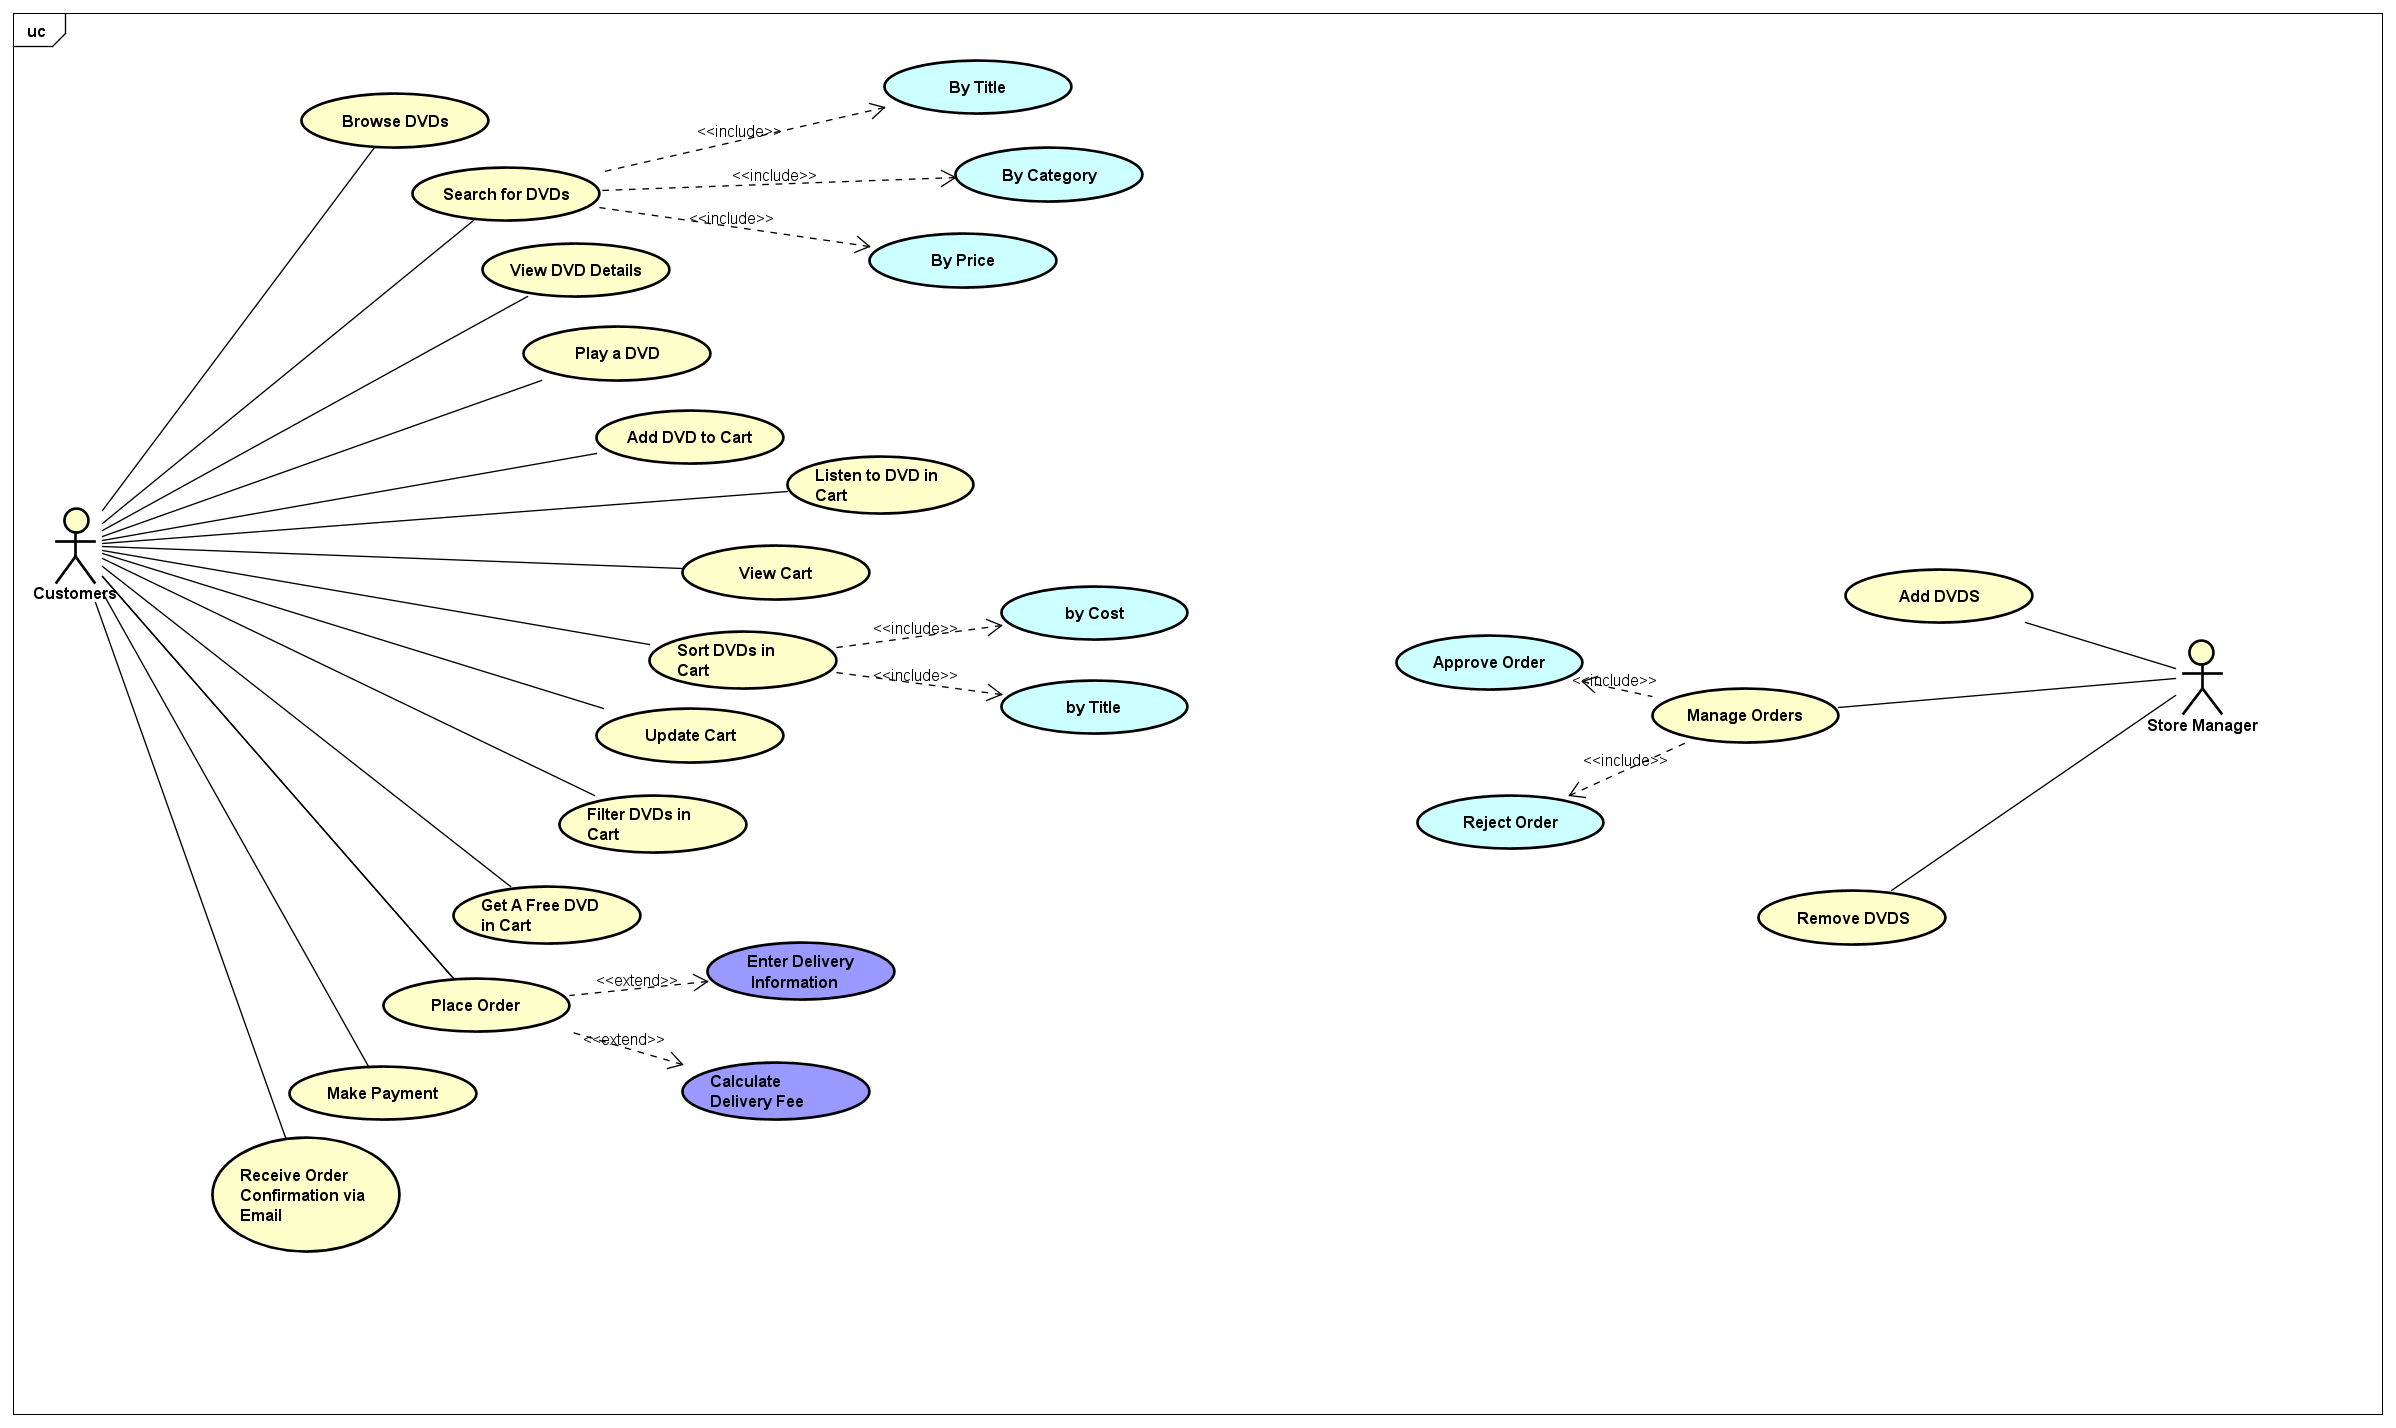 uc
By Title
Browse DVDs
<<include>>
By Category
<<include>>
Search for DVDs
<<include>>
By Price
View DVD Details
Play a DVD
Add DVD to Cart
Listen to DVD in
Cart
View Cart
Customers
by Cost
<<include>>
Sort DVDs in
Cart
<<include>>
by Title
Update Cart
Filter DVDs in
Cart
Get A Free DVD
in Cart
Enter Delivery
Information
<<extend>>
Place Order
<<extend>>
Calculate
Delivery Fee
Make Payment
Receive Order
Confirmation via
Email
Add DVDS
Approve Order
<<include>>
Manage Orders
Store Manager
<<include>>
Reject Order
Remove DVDS